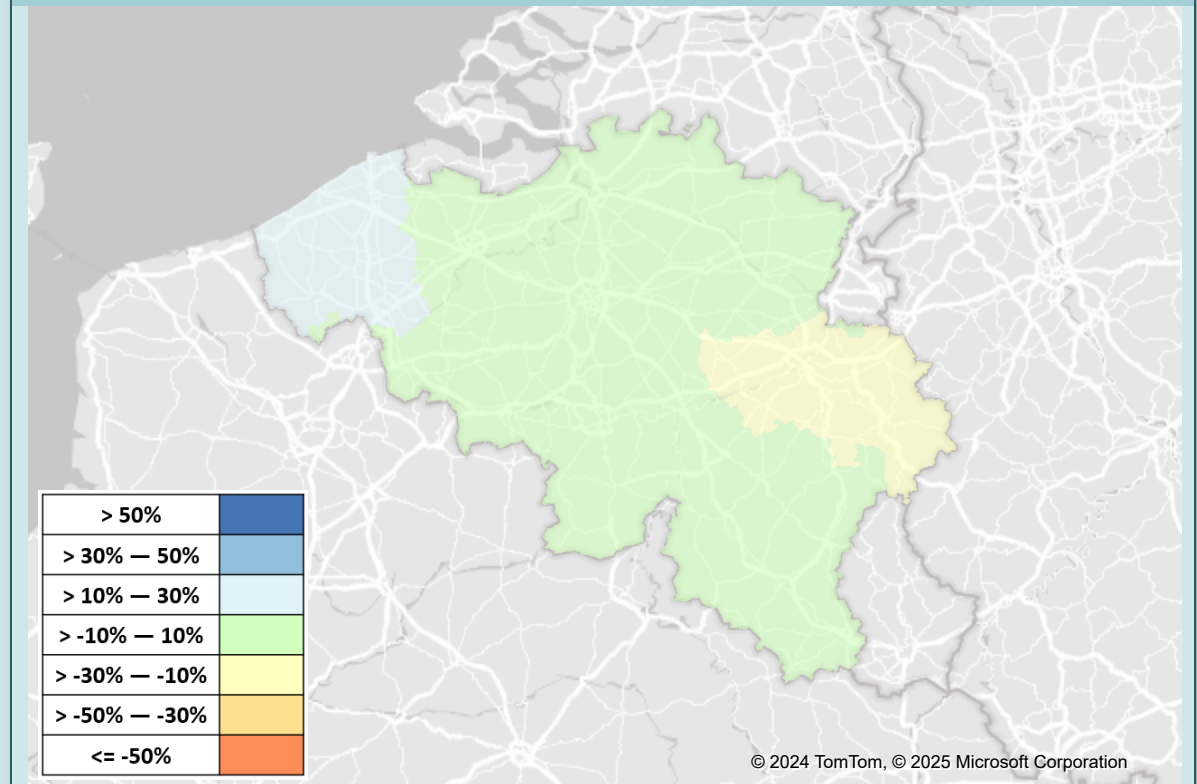 > 50%
> 30% — 50%
> 10% — 30%
> -10% — 10%
> -30% — -10%
> -50% — -30%
<= -50%
© 2024 TomTom, © 2025 Microsoft Corporation